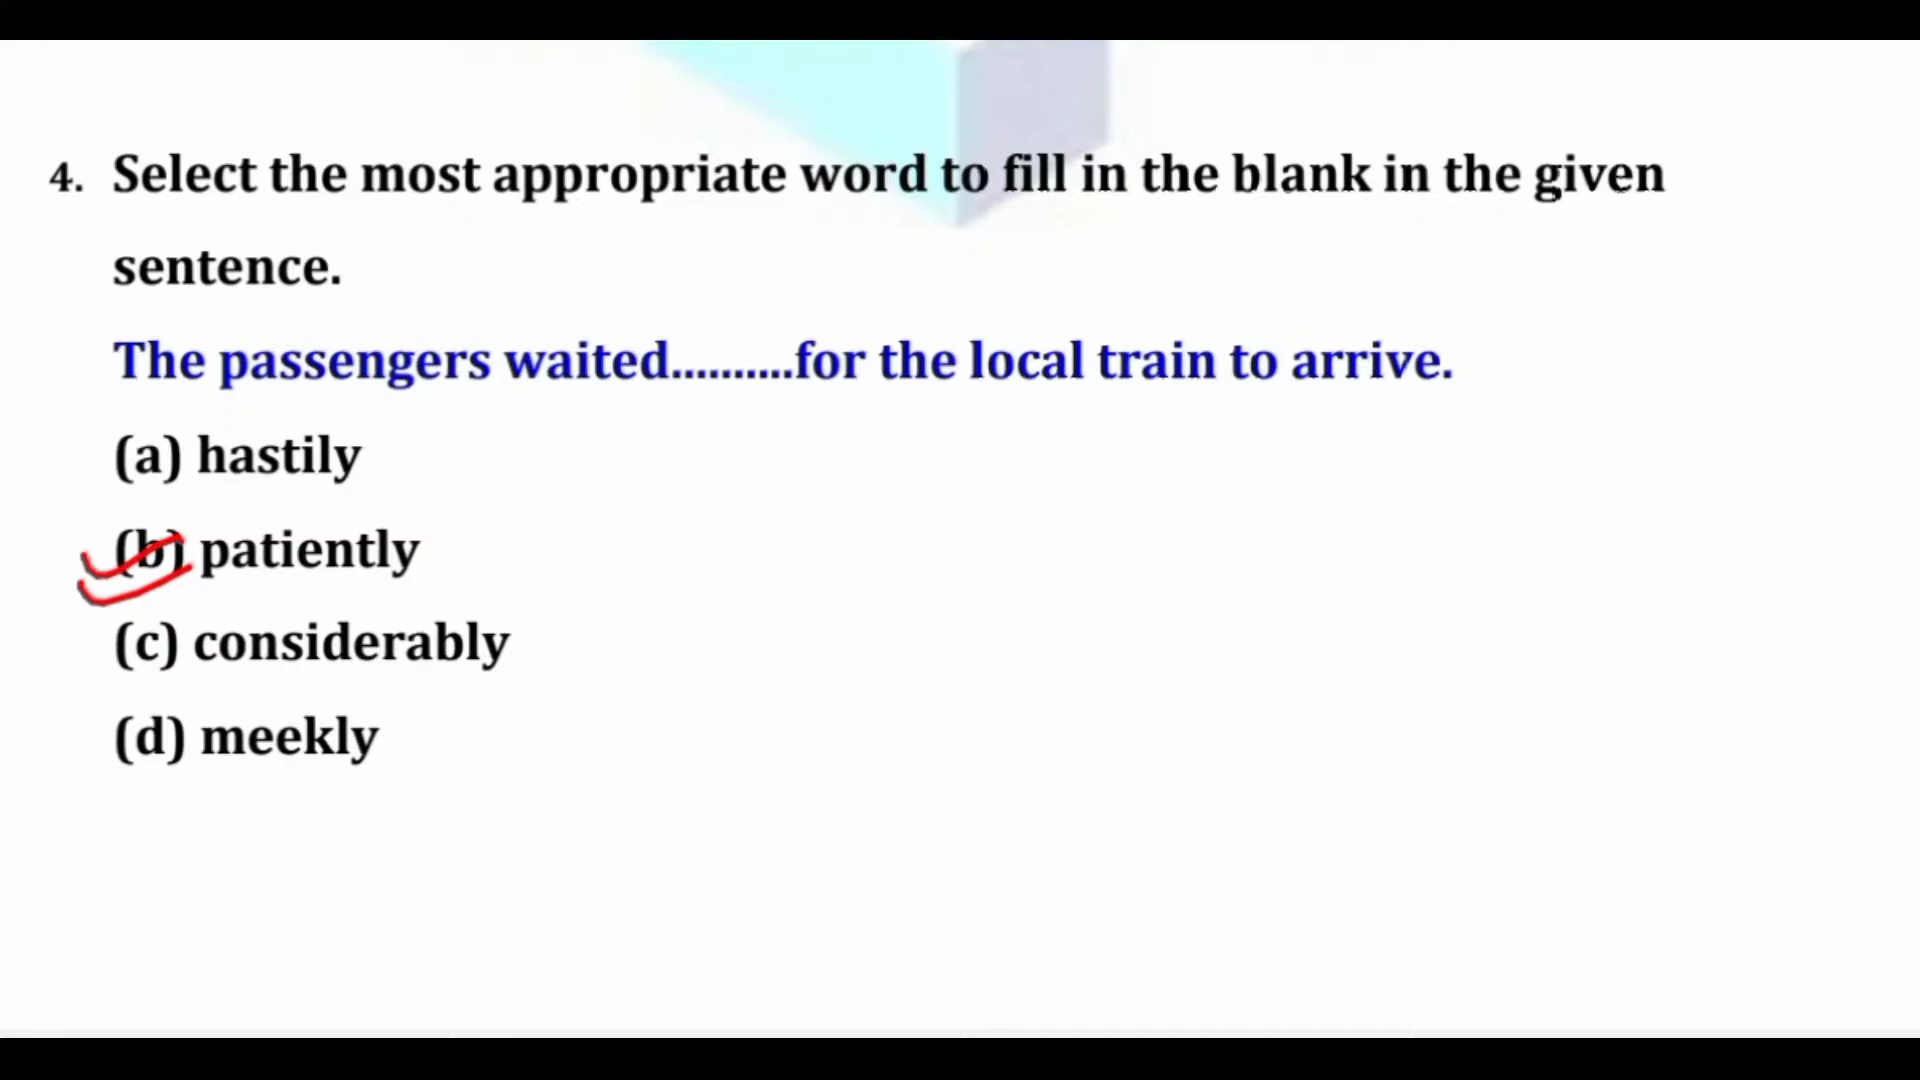 4. Select the most appropriate word to fill in the blank in the given
sentence.
The passengers waited..........for the local train to arrive.
(a) hastily
(b) patiently
(c) considerably
(d) meekly